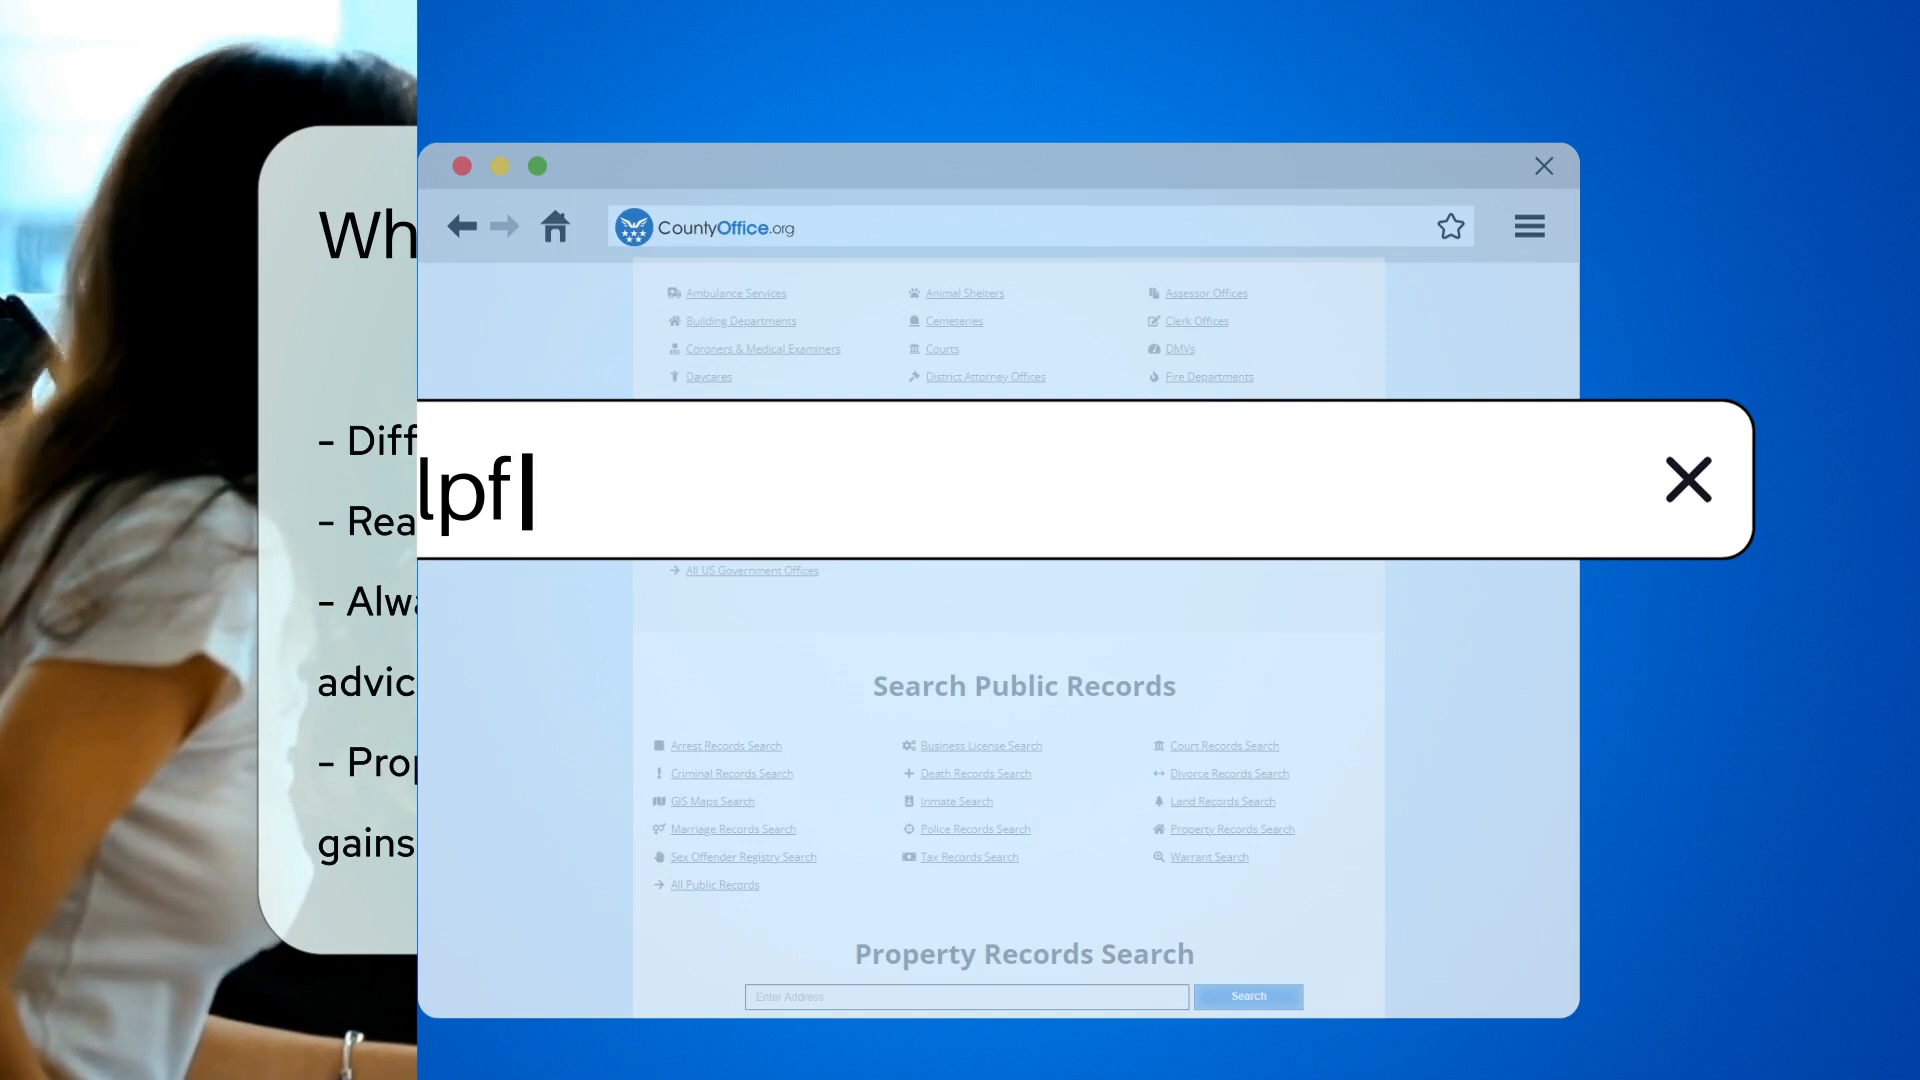 Wh
- Diff
- Rea
- Alwa
advic
- Prop
gains
CountyOffice.org
Ambulance Services
Animal Shelters
Assessor Offices
Building Departments
Cemeteries
Clerk Offices
Coroners & Medical Examiners
Courts
DMVs
Daycares
District Attorney Offices
Fire Departments
lpf
All US Government Offices
Search Public Records
Arrest Records Search
Business License Search
Court Records Search
Criminal Records Search
Death Records Search
Divorce Records Search
GIS Maps Search
Inmate Search
Land Records Search
Marriage Records Search
Police Records Search
Property Records Search
Sex Offender Registry Search
Tax Records Search
Warrant Search
All Public Records
Property Records Search
Enter Address
Search